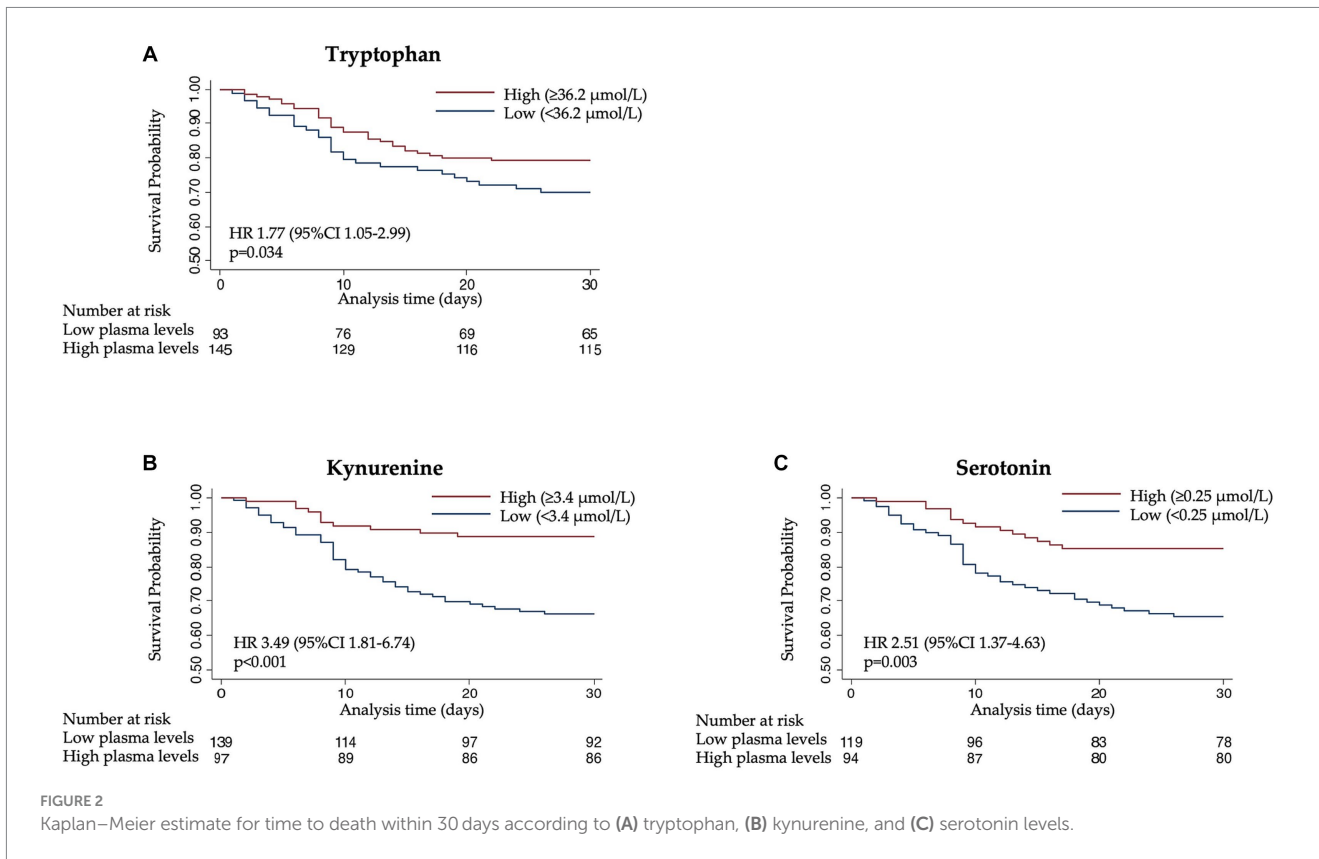 A
Tryptophan
High (≥36.2 μmol/L)
Low (<36.2 μmol/L)
Survival Probability
1.00
0.90
0.80
0.70
0.60
0.50
HR 1.77 (95%CI 1.05-2.99)
p=0.034
0 10 20 30
Analysis time (days)
Number at risk
Low plasma levels 93 76 69 65
High plasma levels 145 129 116 115
B
Kynurenine
High (≥3.4 μmol/L)
Low (<3.4 μmol/L)
Survival Probability
1.00
0.90
0.80
0.70
0.60
0.50
HR 3.49 (95%CI 1.81-6.74)
p<0.001
0 10 20 30
Analysis time (days)
Number at risk
Low plasma levels 139 114 97 92
High plasma levels 97 89 86 86
C
Serotonin
High (≥0.25 μmol/L)
Low (<0.25 μmol/L)
Survival Probability
1.00
0.90
0.80
0.70
0.60
0.50
HR 2.51 (95%CI 1.37-4.63)
p=0.003
0 10 20 30
Analysis time (days)
Number at risk
Low plasma levels 119 96 83 78
High plasma levels 94 87 80 80
FIGURE 2
Kaplan–Meier estimate for time to death within 30 days according to (A) tryptophan, (B) kynurenine, and (C) serotonin levels.